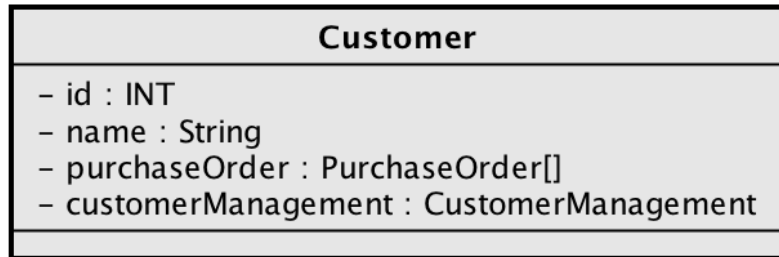 Customer
– id : INT
– name : String
– purchaseOrder : PurchaseOrder[]
– customerManagement : CustomerManagement